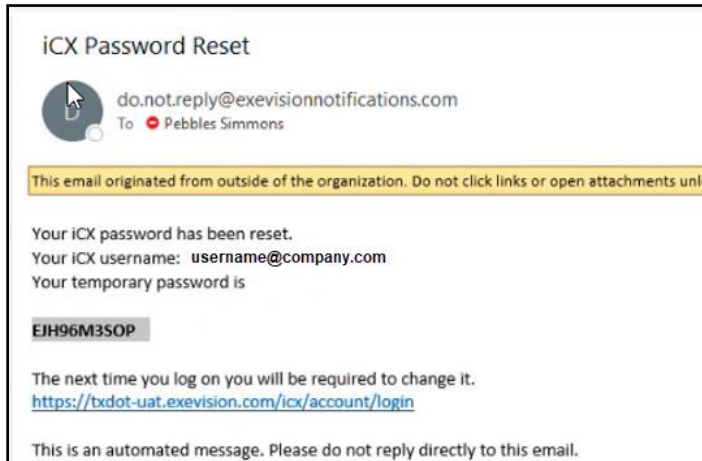 iCX Password Reset
do.not.reply@exevisionnotifications.com
To Pebbles Simmons
This email originated from outside of the organization. Do not click links or open attachments unl
Your iCX password has been reset.
Your iCX username: username@company.com
Your temporary password is
EJH96M3SOP
The next time you log on you will be required to change it.
https://txdot-uat.exevision.com/icx/account/login
This is an automated message. Please do not reply directly to this email.